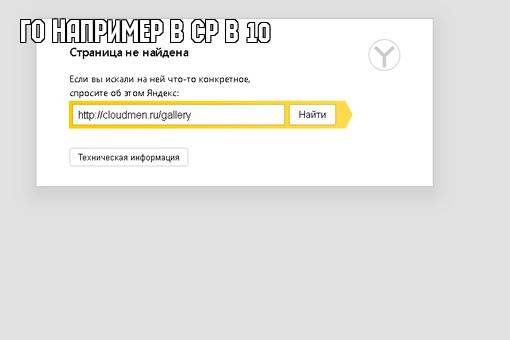 ГО НАПРИМЕР В СР В 10
Страница не найдена
Если вы искали на ней что-то конкретное,
спросите об этом Яндекс:
http://cloudmen.ru/gallery
Найти
Техническая информация